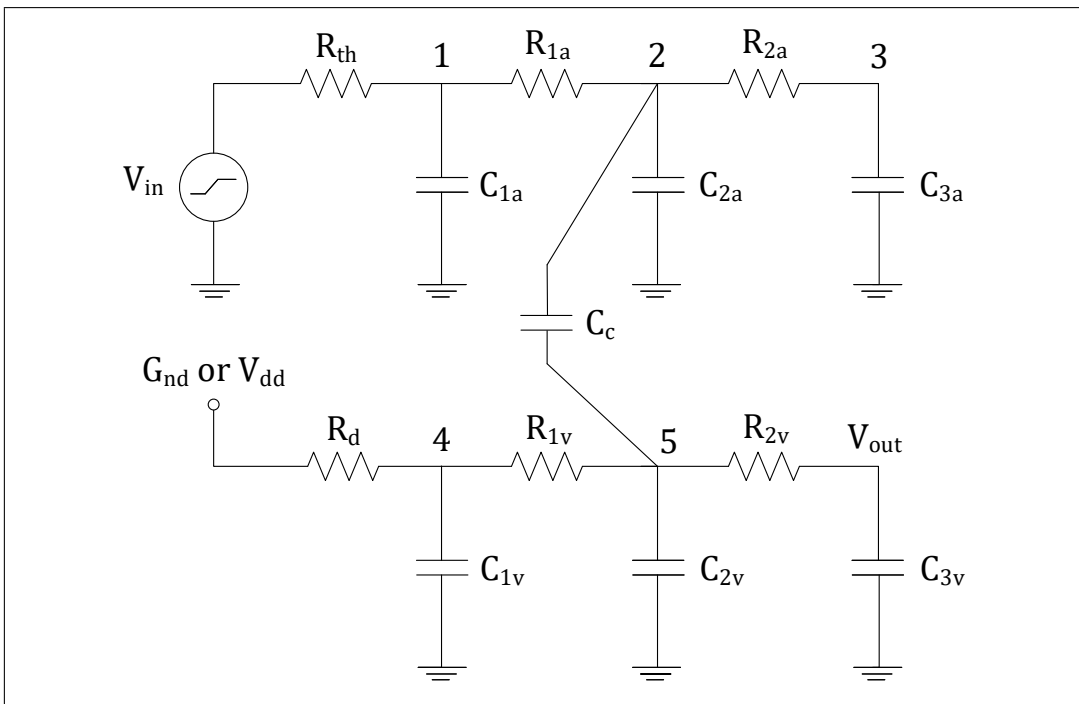 R_th
1
R_1a
2
R_2a
3
V_in
C_1a
C_2a
C_3a
C_c
G_nd or V_dd
R_d
4
R_1v
5
R_2v
V_out
C_1v
C_2v
C_3v